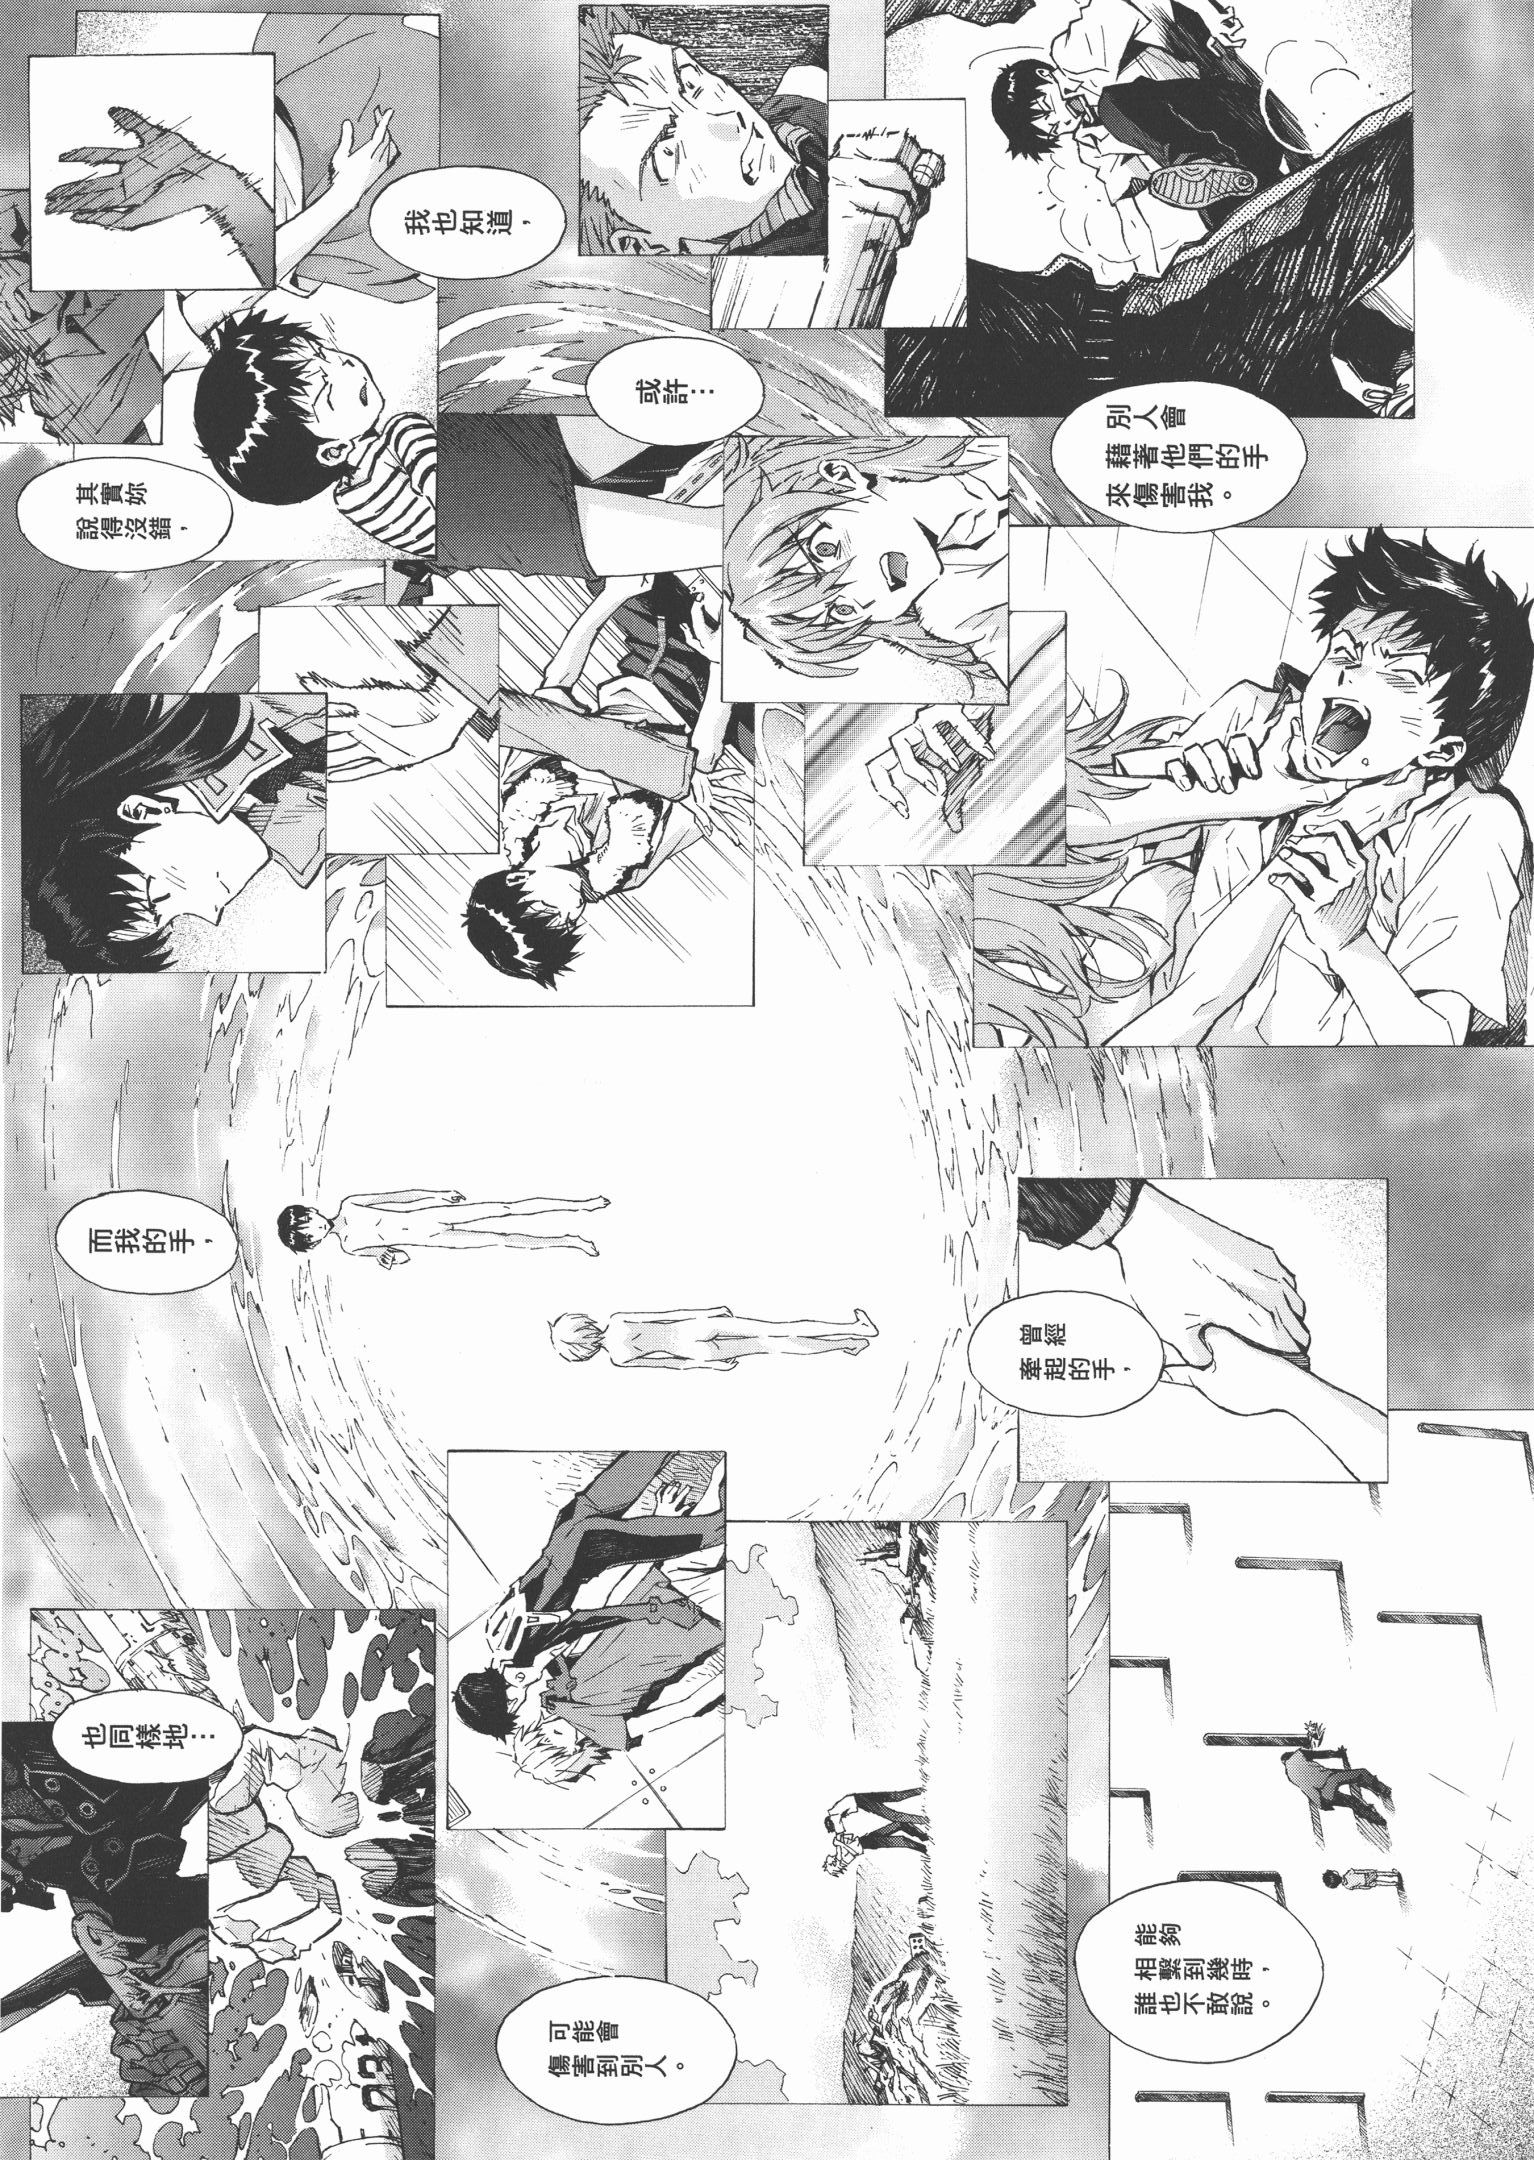 其實妳
說得沒錯，
我也知道，
或許…
別人會
藉著他們的手
來傷害我。
而我的手，
也同樣地…
可能會
傷害到別人。
曾經
牽起的手，
能夠
相繫到幾時，
誰也不敢說。
03